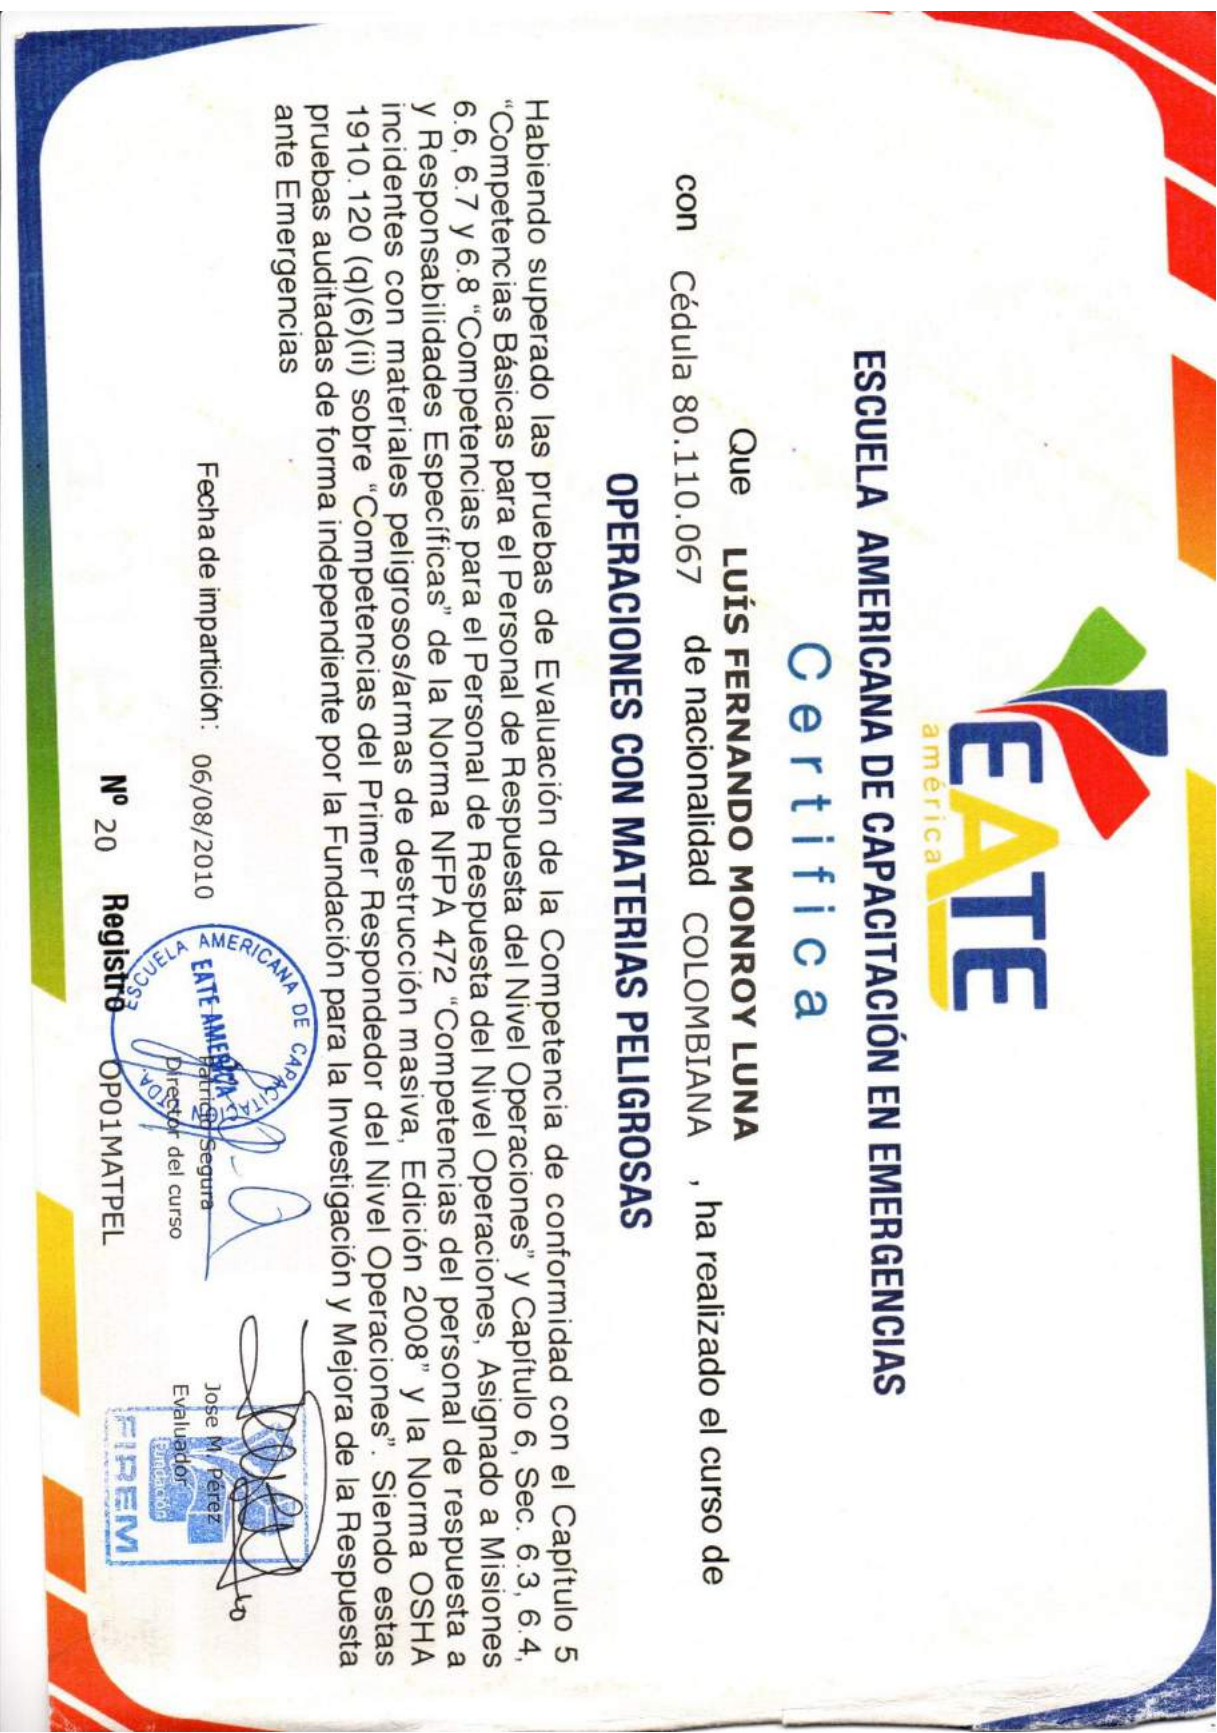 EATE
américa
ESCUELA AMERICANA DE CAPACITACIÓN EN EMERGENCIAS
Certifica
Que LUÍS FERNANDO MONROY LUNA
con Cédula 80.110.067 de nacionalidad COLOMBIANA , ha realizado el curso de
OPERACIONES CON MATERIAS PELIGROSAS
Habiendo superado las pruebas de Evaluación de la Competencia de conformidad con el Capítulo 5
“Competencias Básicas para el Personal de Respuesta del Nivel Operaciones” y Capítulo 6, Sec. 6.3, 6.4,
6.6, 6.7 y 6.8 “Competencias para el Personal de Respuesta del Nivel Operaciones, Asignado a Misiones
y Responsabilidades Específicas” de la Norma NFPA 472 “Competencias del personal de respuesta a
incidentes con materiales peligrosos/armas de destrucción masiva, Edición 2008” y la Norma OSHA
1910.120 (q)(6)(ii) sobre “Competencias del Primer Respondedor del Nivel Operaciones”. Siendo estas
pruebas auditadas de forma independiente por la Fundación para la Investigación y Mejora de la Respuesta
ante Emergencias
Fecha de impartición: 06/08/2010
ESCUELA AMERICANA DE CAPACITACIÓN LTDA.
EATE AMERICA
Patricio Segura
Director del curso
Jose M. Pérez
Evaluador
Fundación
FIREM
Nº 20 Registro OP01MATPEL